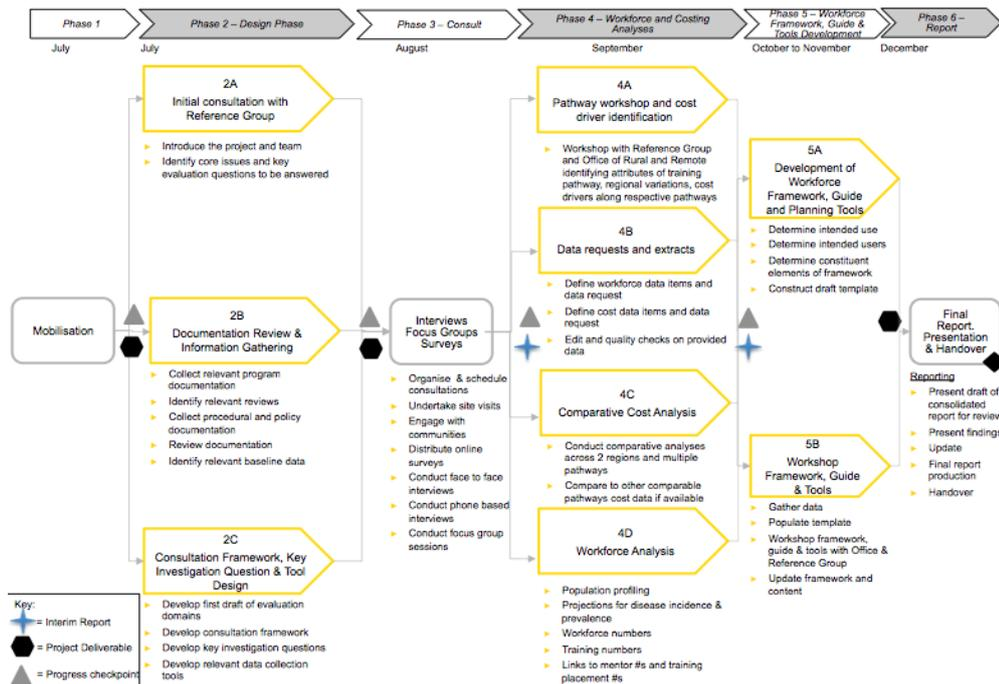 Phase 1
Phase 2 – Design Phase
Phase 3 – Consult
Phase 4 – Workforce and Costing
Analyses
Phase 5 – Workforce
Framework, Guide &
Tools Development
Phase 6 –
Report
July
July
August
September
October to November
December
Mobilisation
2A
Initial consultation with
Reference Group
Introduce the project and team
Identify core issues and key
evaluation questions to be answered
2B
Documentation Review &
Information Gathering
Collect relevant program
documentation
Identify relevant reviews
Collect procedural and policy
documentation
Review documentation
Identify relevant baseline data
2C
Consultation Framework, Key
Investigation Question & Tool
Design
Develop first draft of evaluation
domains
Develop consultation framework
Develop key investigation questions
Develop relevant data collection
tools
Interviews
Focus Groups
Surveys
Organise & schedule
consultations
Undertake site visits
Engage with
communities
Distribute online
surveys
Conduct face to face
interviews
Conduct phone based
interviews
Conduct focus group
sessions
4A
Pathway workshop and cost
driver identification
Workshop with Reference Group
and Office of Rural and Remote
identifying attributes of training
pathway, regional variations, cost
drivers along respective pathways
4B
Data requests and extracts
Define workforce data items and
data request
Define cost data items and data
request
Edit and quality checks on provided
data
4C
Comparative Cost Analysis
Conduct comparative analyses
across 2 regions and multiple
pathways
Compare to other comparable
pathways cost data if available
4D
Workforce Analysis
Population profiling
Projections for disease incidence &
prevalence
Workforce numbers
Training numbers
Links to mentor #s and training
placement #s
5A
Development of
Workforce
Framework, Guide
and Planning Tools
Determine intended use
Determine intended users
Determine constituent
elements of framework
Construct draft template
5B
Workshop
Framework, Guide
& Tools
Gather data
Populate template
Workshop framework,
guide & tools with Office &
Reference Group
Update framework and
content
Final
Report.
Presentation
& Handover
Reporting
Present draft of
consolidated
report for review
Present findings
Update
Final report
production
Handover
Key:
= Interim Report
= Project Deliverable
= Progress checkpoint